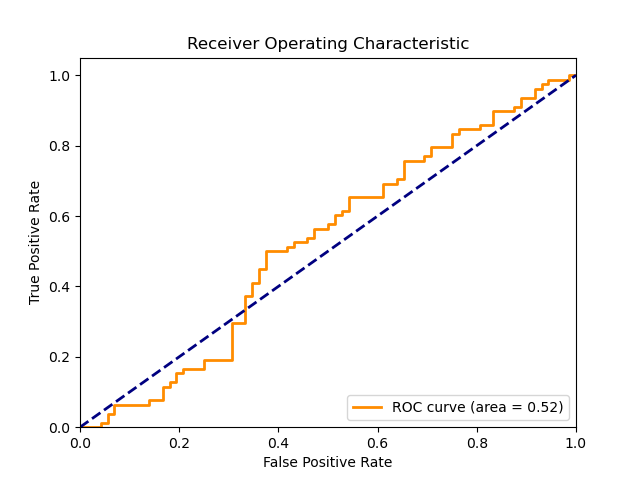 Receiver Operating Characteristic
1.0
0.8
0.6
0.4
0.2
0.0
True Positive Rate
ROC curve (area = 0.52)
0.0 0.2 0.4 0.6 0.8 1.0
False Positive Rate